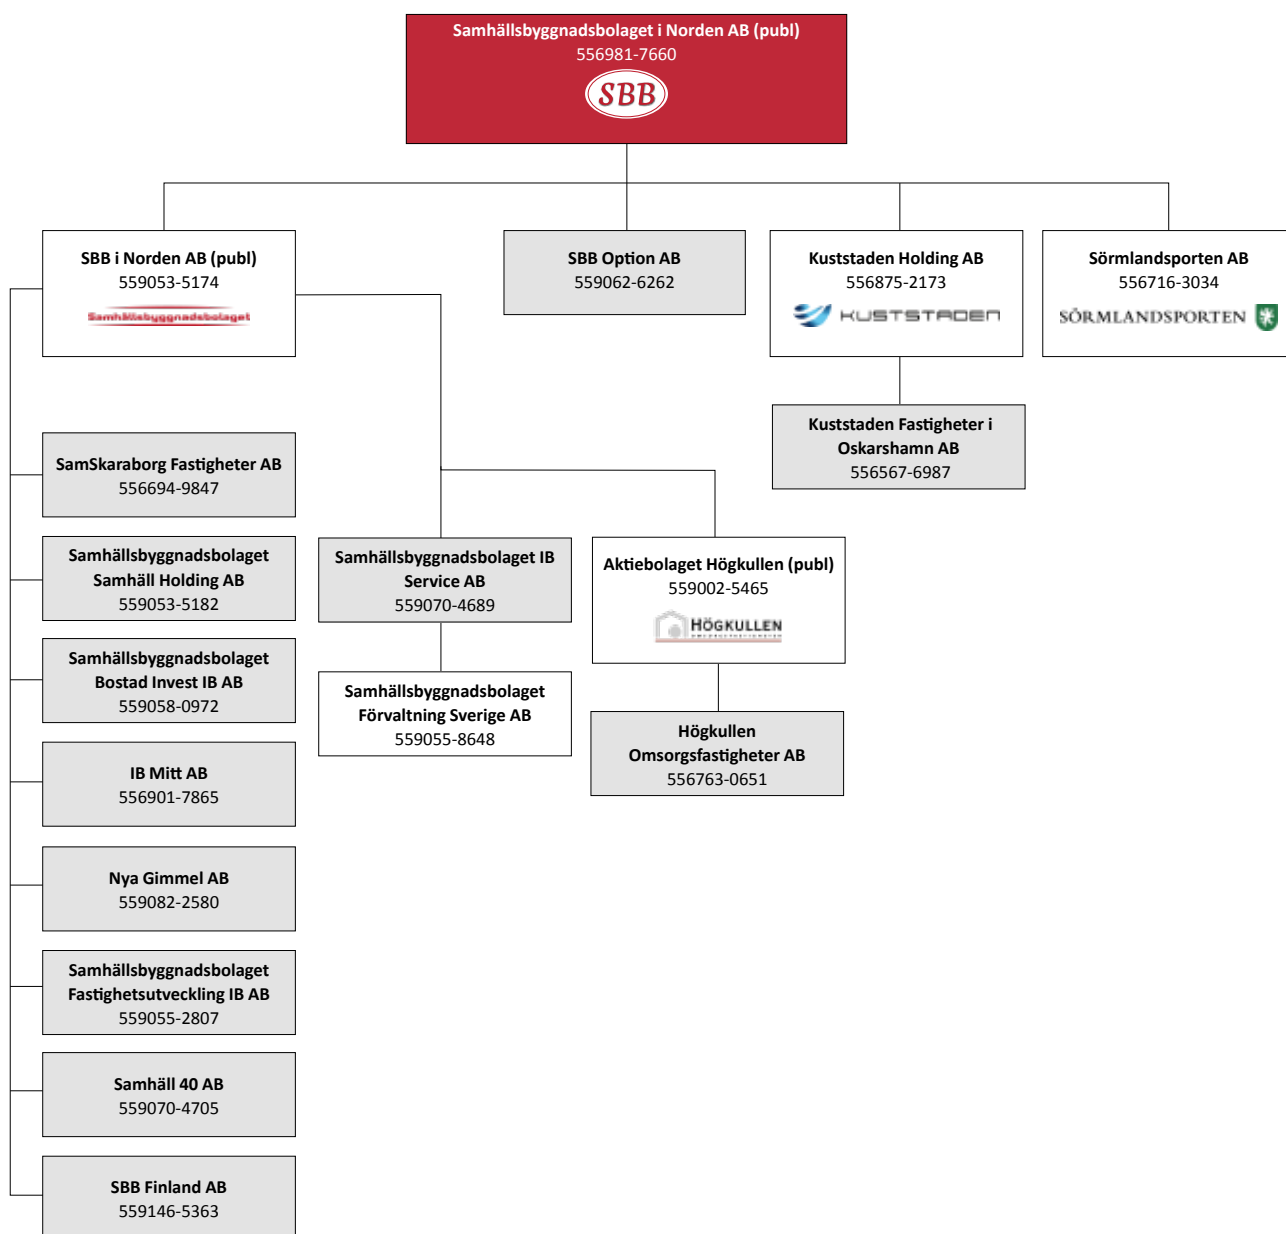 Samhällsbyggnadsbolaget i Norden AB (publ)
556981-7660
SBB
SBB i Norden AB (publ)
559053-5174
Samhällsbyggnadsbolaget
SBB Option AB
559062-6262
Kuststaden Holding AB
556875-2173
KUSTSTADEN
Sörmlandsporten AB
556716-3034
SÖRMLANDSPORTEN
Kuststaden Fastigheter i
Oskarshamn AB
556567-6987
SamSkaraborg Fastigheter AB
556694-9847
Samhällsbyggnadsbolaget
Samhäll Holding AB
559053-5182
Samhällsbyggnadsbolaget IB
Service AB
559070-4689
Aktiebolaget Högkullen (publ)
559002-5465
HÖGKULLEN
Samhällsbyggnadsbolaget
Bostad Invest IB AB
559058-0972
Samhällsbyggnadsbolaget
Förvaltning Sverige AB
559055-8648
Högkullen
Omsorgsfastigheter AB
556763-0651
IB Mitt AB
556901-7865
Nya Gimmel AB
559082-2580
Samhällsbyggnadsbolaget
Fastighetsutveckling IB AB
559055-2807
Samhäll 40 AB
559070-4705
SBB Finland AB
559146-5363